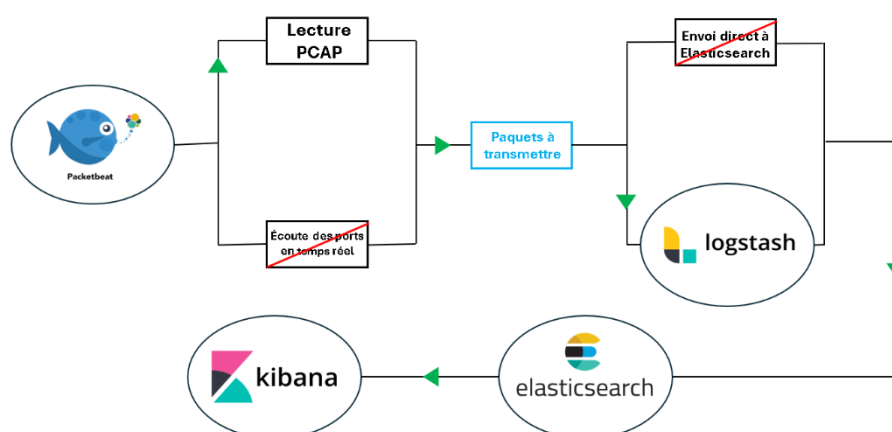 Lecture
PCAP
Envoi direct à
Elasticsearch
Packetbeat
Paquets à
transmettre
Écoute des ports
en temps réel
logstash
kibana
elasticsearch